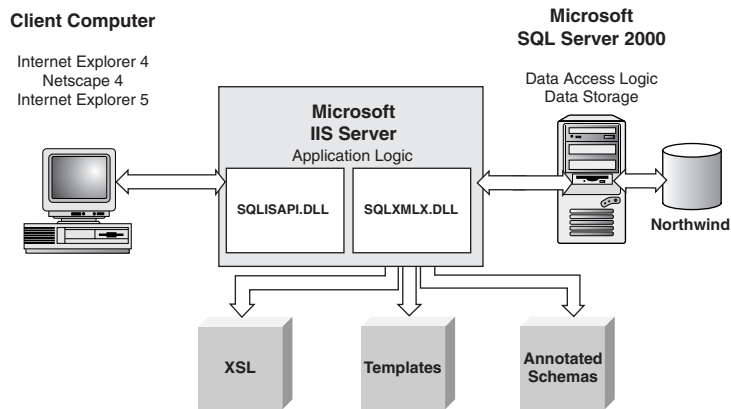 Client Computer
Internet Explorer 4
Netscape 4
Internet Explorer 5
Microsoft
IIS Server
Application Logic
SQLISAPI.DLL
SQLXMLX.DLL
Microsoft
SQL Server 2000
Data Access Logic
Data Storage
Northwind
XSL
Templates
Annotated
Schemas